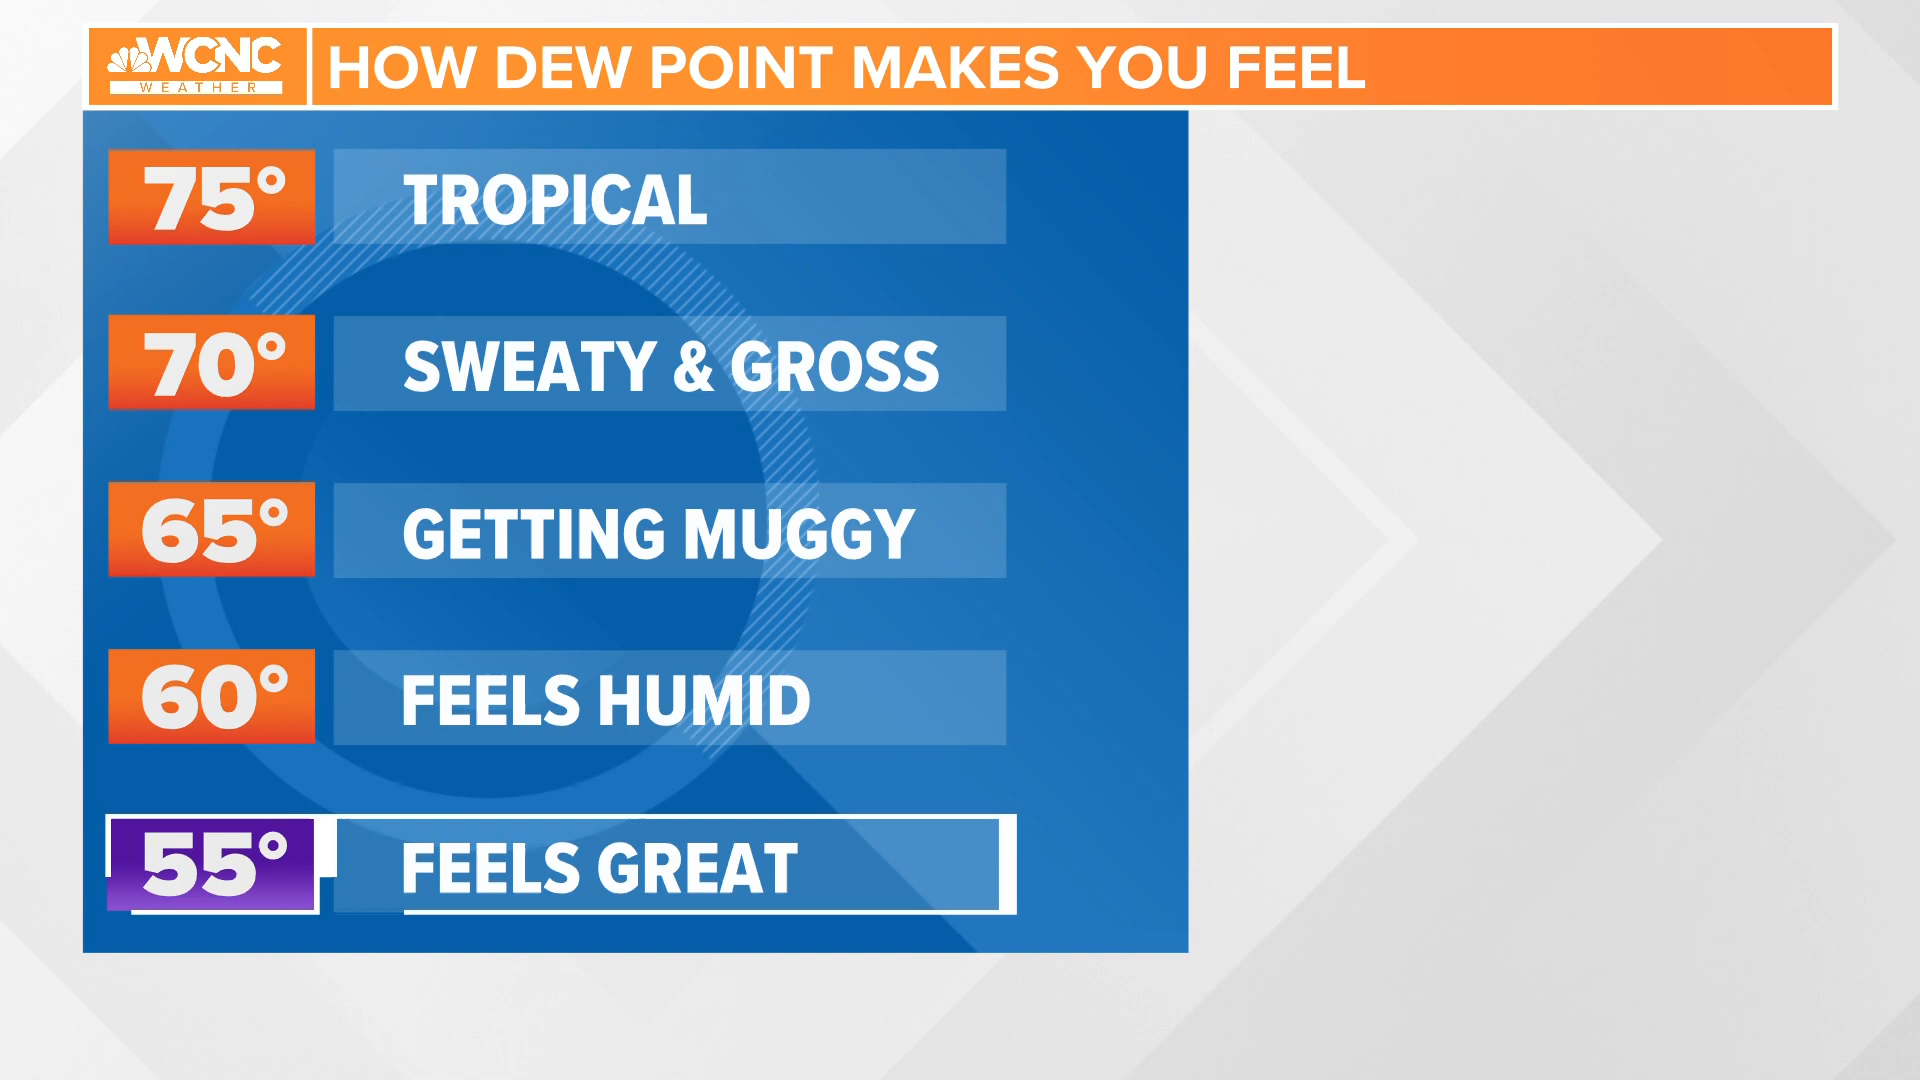 WCNC
WEATHER
HOW DEW POINT MAKES YOU FEEL
75° TROPICAL
70° SWEATY & GROSS
65° GETTING MUGGY
60° FEELS HUMID
55° FEELS GREAT